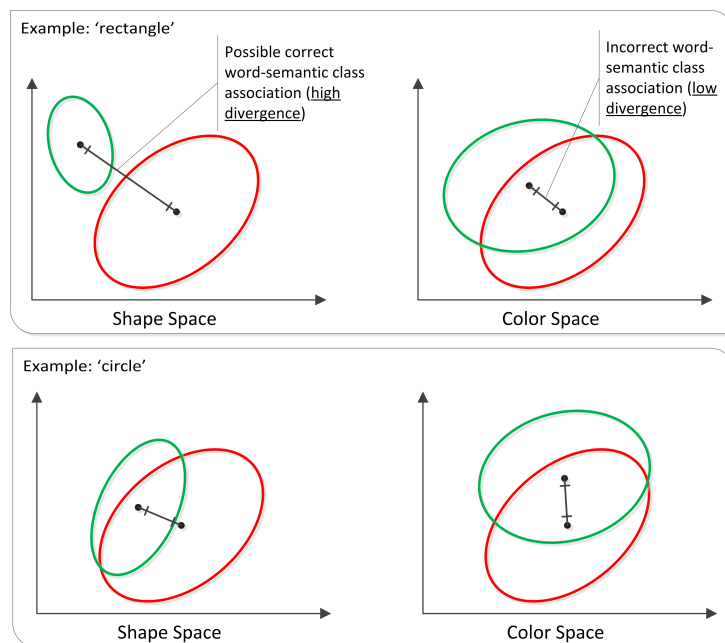 Example: ‘rectangle’
Possible correct
word-semantic class
association (high
divergence)
Incorrect word-
semantic class
association (low
divergence)
Shape Space
Color Space
Example: ‘circle’
Shape Space
Color Space